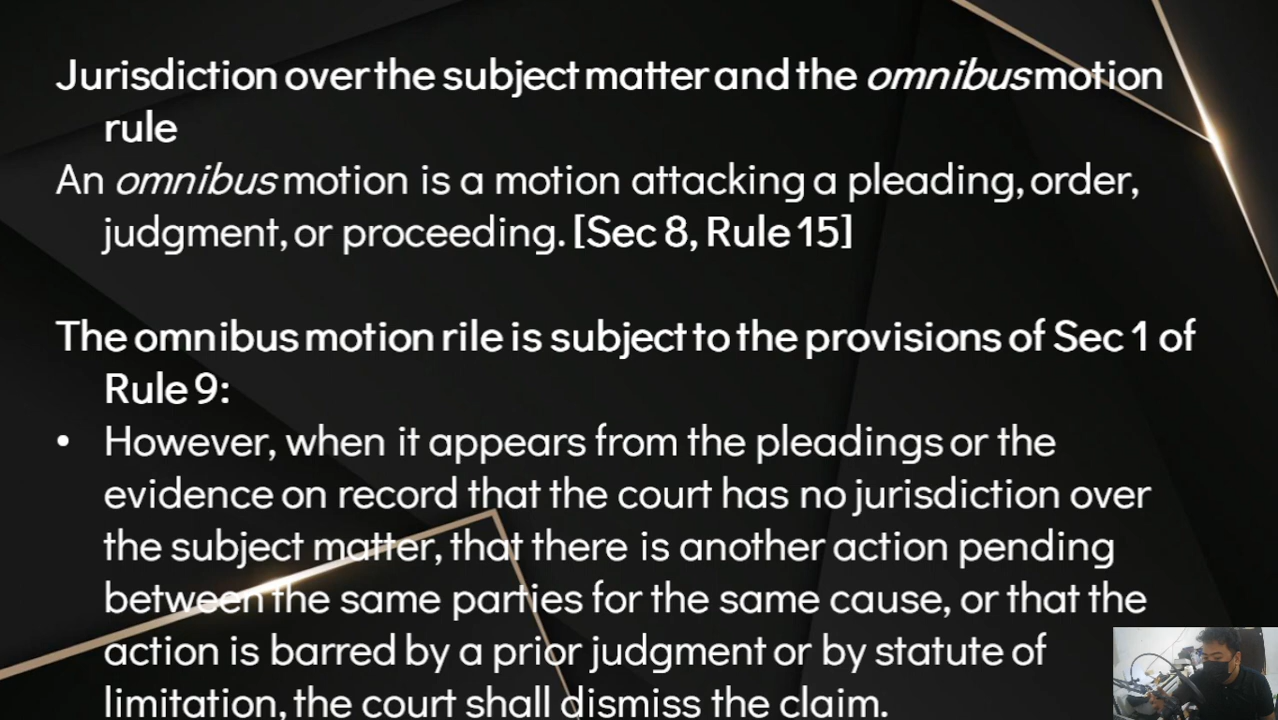 Jurisdiction over the subject matter and the omnibus motion
rule
An omnibus motion is a motion attacking a pleading, order,
judgment, or proceeding. [Sec 8, Rule 15]
The omnibus motion rile is subject to the provisions of Sec 1 of
Rule 9:
• However, when it appears from the pleadings or the
evidence on record that the court has no jurisdiction over
the subject matter, that there is another action pending
between the same parties for the same cause, or that the
action is barred by a prior judgment or by statute of
limitation, the court shall dismiss the claim.